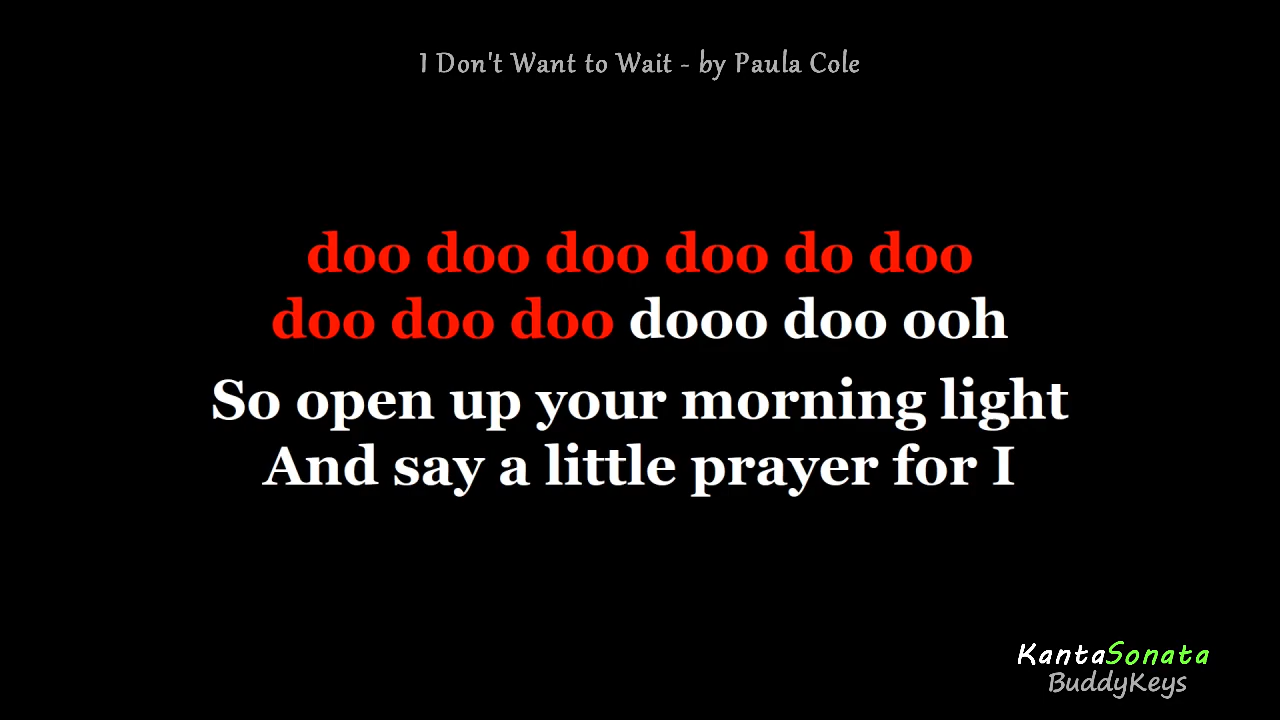 I Don't Want to Wait - by Paula Cole
doo doo doo doo do doo
doo doo doo dooo doo ooh
So open up your morning light
And say a little prayer for I
KantaSonata
BuddyKeys